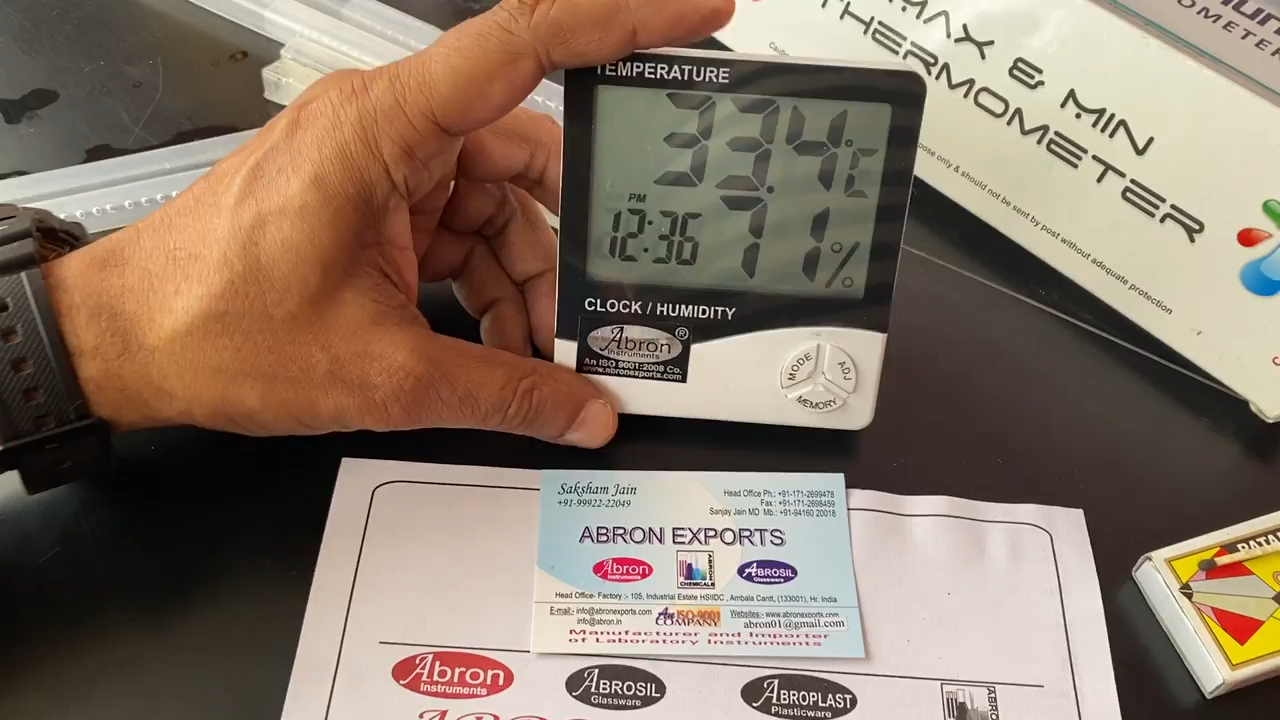 TEMPERATURE
33.4°C
PM
12:36
71%
CLOCK / HUMIDITY
Abron ®
Instruments
An ISO 9001:2008 Co.
www.abronexports.com
MODE
ADJ
MEMORY
MAX & MIN
THERMOMETER
pose only & should not be sent by post without adequate protection
OMETER
Saksham Jain
+91-99922-22049
Head Office Ph.: +91-171-2699478
Fax : +91-171-2698459
Sanjay Jain MD Mb.: +91-94160 20018
ABRON EXPORTS
Abron
Instruments
ABRON
CHEMICALS
ABROSIL
Glassware
Head Office- Factory :- 105, Industrial Estate HSIIDC , Ambala Cantt, (133001), Hr. India
E-mail:- info@abronexports.com
info@abron.in
An ISO-9001
COMPANY
Websites:- www.abronexports.com
abron01@gmail.com
Manufacturer and Importer
of Laboratory Instruments
Abron
Instruments
ABROSIL
Glassware
ABROPLAST
Plasticware